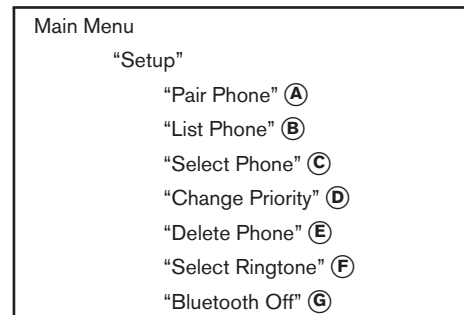 Main Menu
“Setup”
“Pair Phone” Ⓐ
“List Phone” Ⓑ
“Select Phone” Ⓒ
“Change Priority” Ⓓ
“Delete Phone” Ⓔ
“Select Ringtone” Ⓕ
“Bluetooth Off” Ⓖ